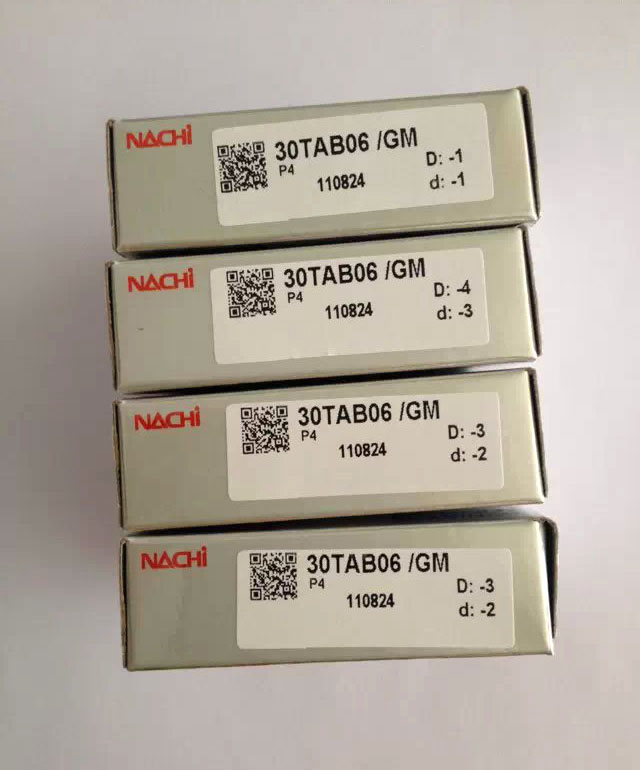 NACHi
30TAB06 /GM
P4
110824
D: -1
d: -1
NACHi
30TAB06 /GM
P4
110824
D: -4
d: -3
NACHi
30TAB06 /GM
P4
110824
D: -3
d: -2
NACHi
30TAB06 /GM
P4
110824
D: -3
d: -2